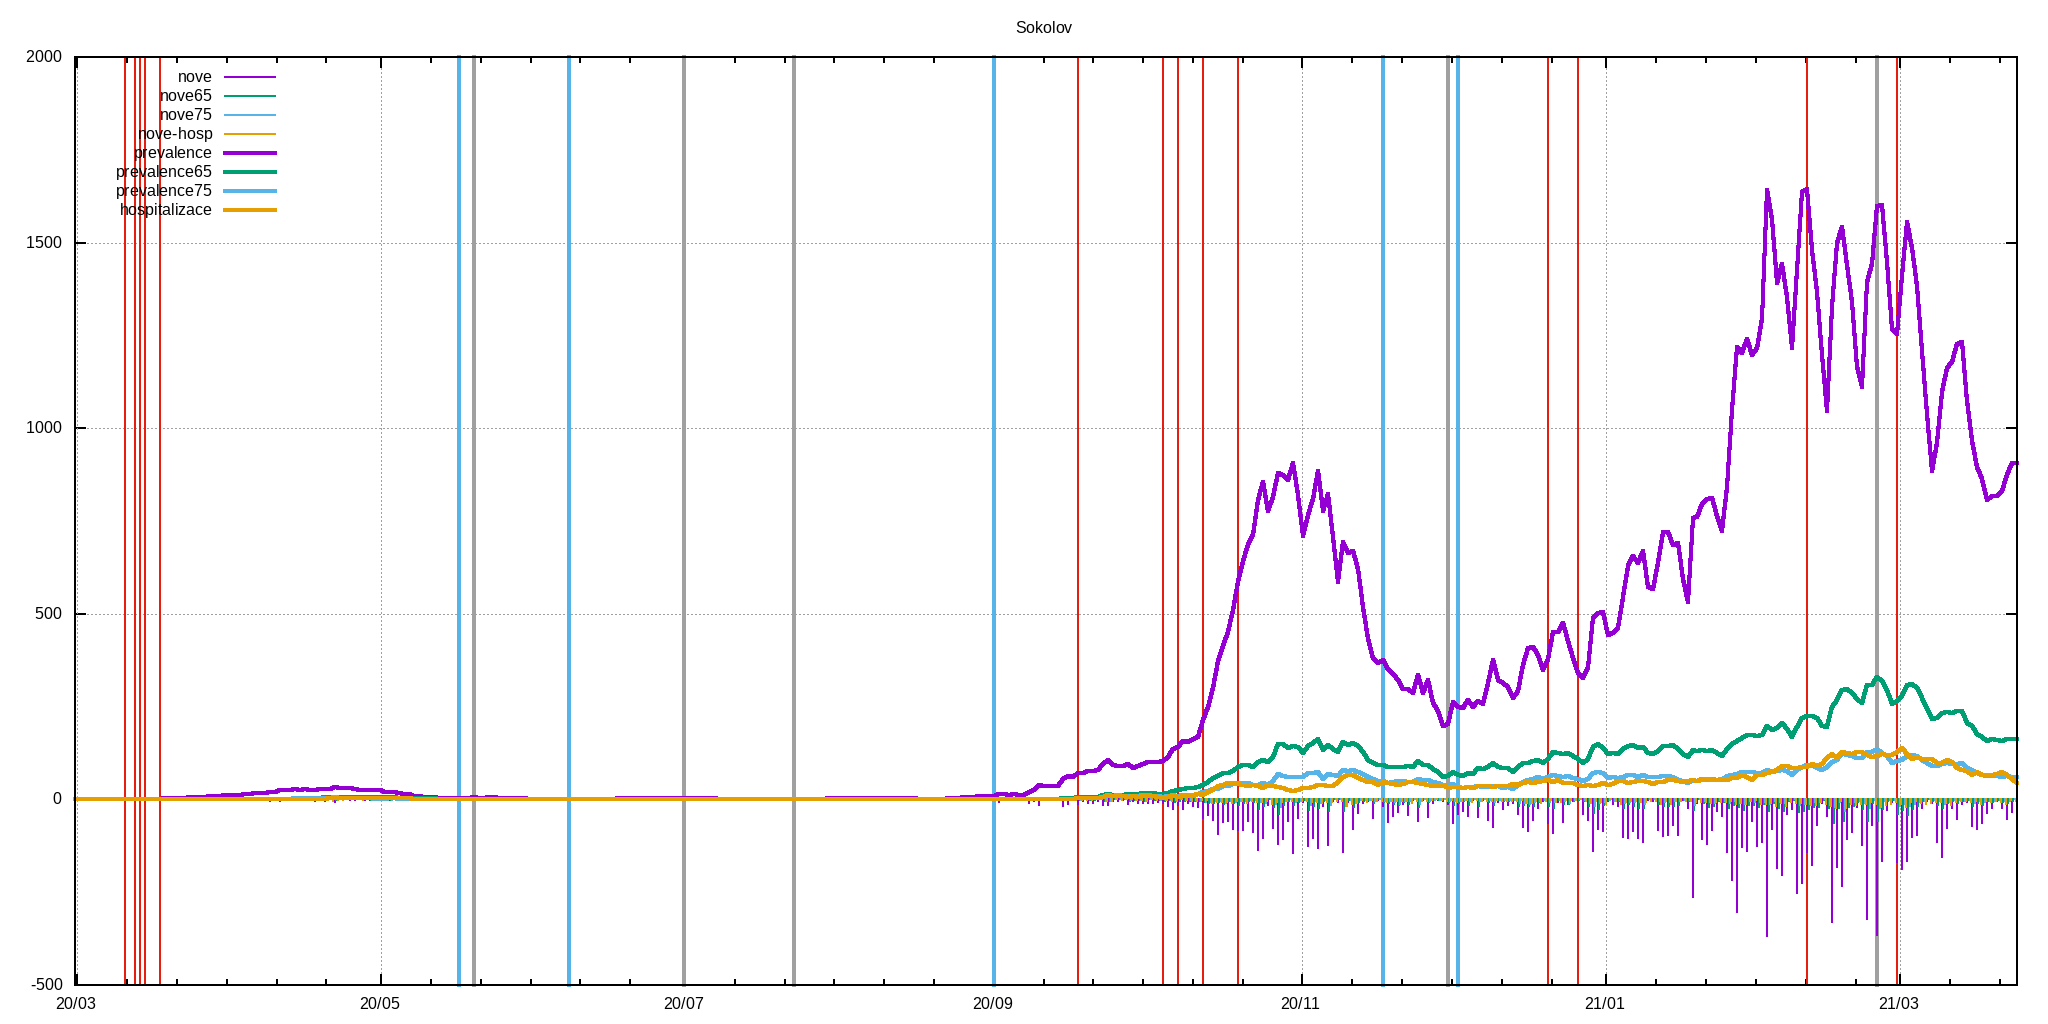 Sokolov
2000
1500
1000
500
0
-500
nove
nove65
nove75
nove-hosp
prevalence
prevalence65
prevalence75
hospitalizace
20/03 20/05 20/07 20/09 20/11 21/01 21/03